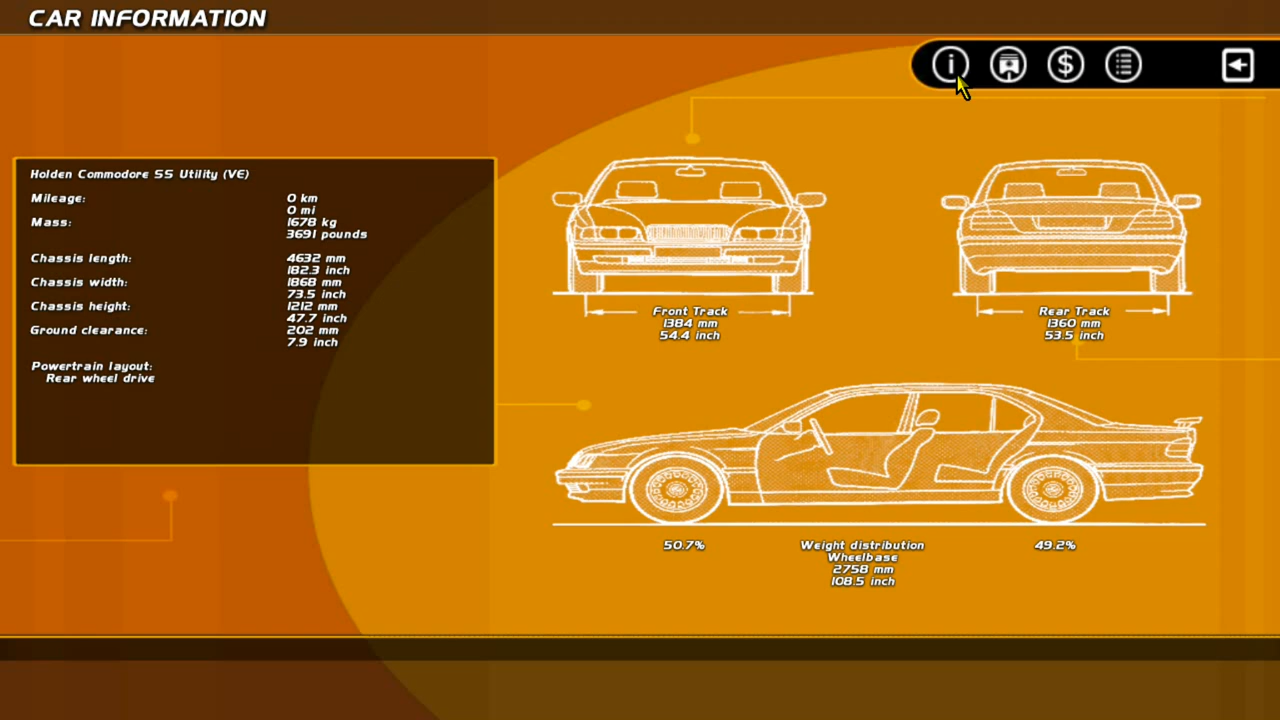 CAR INFORMATION
Holden Commodore SS Utility (VE)
Mileage: 0 km
0 mi
Mass: 1678 kg
3691 pounds
Chassis length: 4632 mm
182.3 inch
Chassis width: 1868 mm
73.5 inch
Chassis height: 1212 mm
47.7 inch
Ground clearance: 202 mm
7.9 inch
Powertrain layout:
Rear wheel drive
Front Track
1384 mm
54.4 inch
Rear Track
1360 mm
53.5 inch
50.7% Weight distribution 49.2%
Wheelbase
2758 mm
108.5 inch